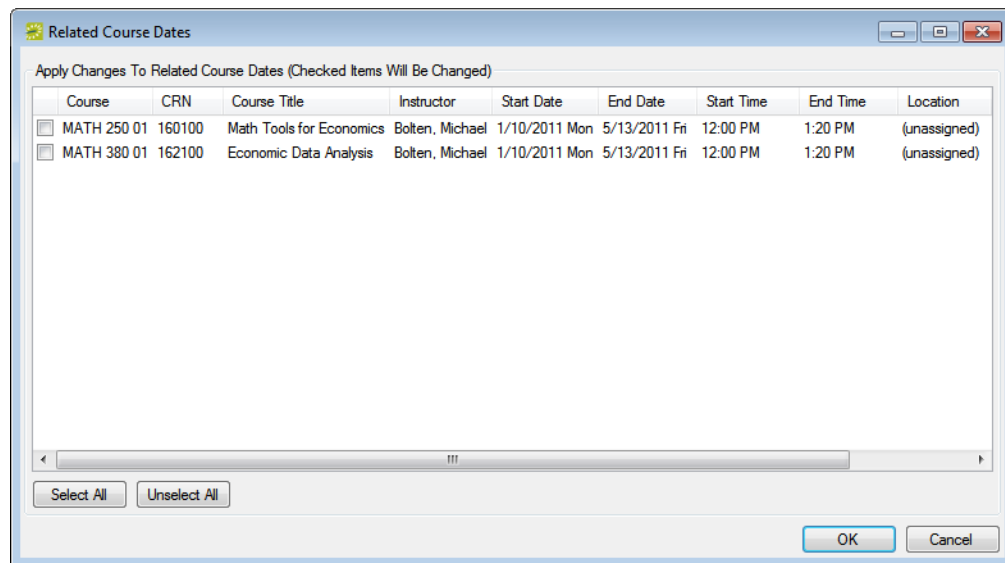 Related Course Dates
Apply Changes To Related Course Dates (Checked Items Will Be Changed)
Course CRN Course Title Instructor Start Date End Date Start Time End Time Location
MATH 250 01 160100 Math Tools for Economics Bolten, Michael 1/10/2011 Mon 5/13/2011 Fri 12:00 PM 1:20 PM (unassigned)
MATH 380 01 162100 Economic Data Analysis Bolten, Michael 1/10/2011 Mon 5/13/2011 Fri 12:00 PM 1:20 PM (unassigned)
Select All Unselect All
OK Cancel